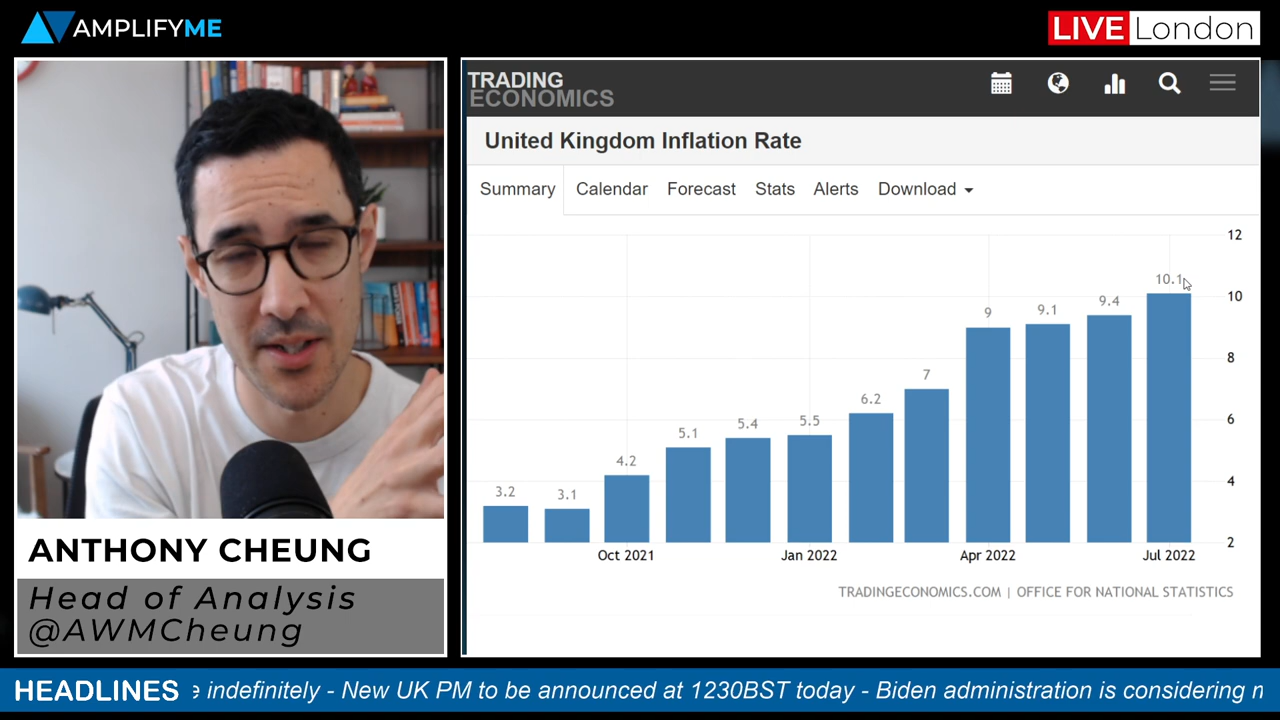 AMPLIFYME
LIVE London
TRADING
ECONOMICS
United Kingdom Inflation Rate
Summary Calendar Forecast Stats Alerts Download
12
10
8
6
4
2
3.2
3.1
4.2
5.1
5.4
5.5
6.2
7
9
9.1
9.4
10.1
Oct 2021 Jan 2022 Apr 2022 Jul 2022
TRADINGECONOMICS.COM | OFFICE FOR NATIONAL STATISTICS
ANTHONY CHEUNG
Head of Analysis
@AWMCheung
HEADLINES indefinitely - New UK PM to be announced at 1230BST today - Biden administration is considering